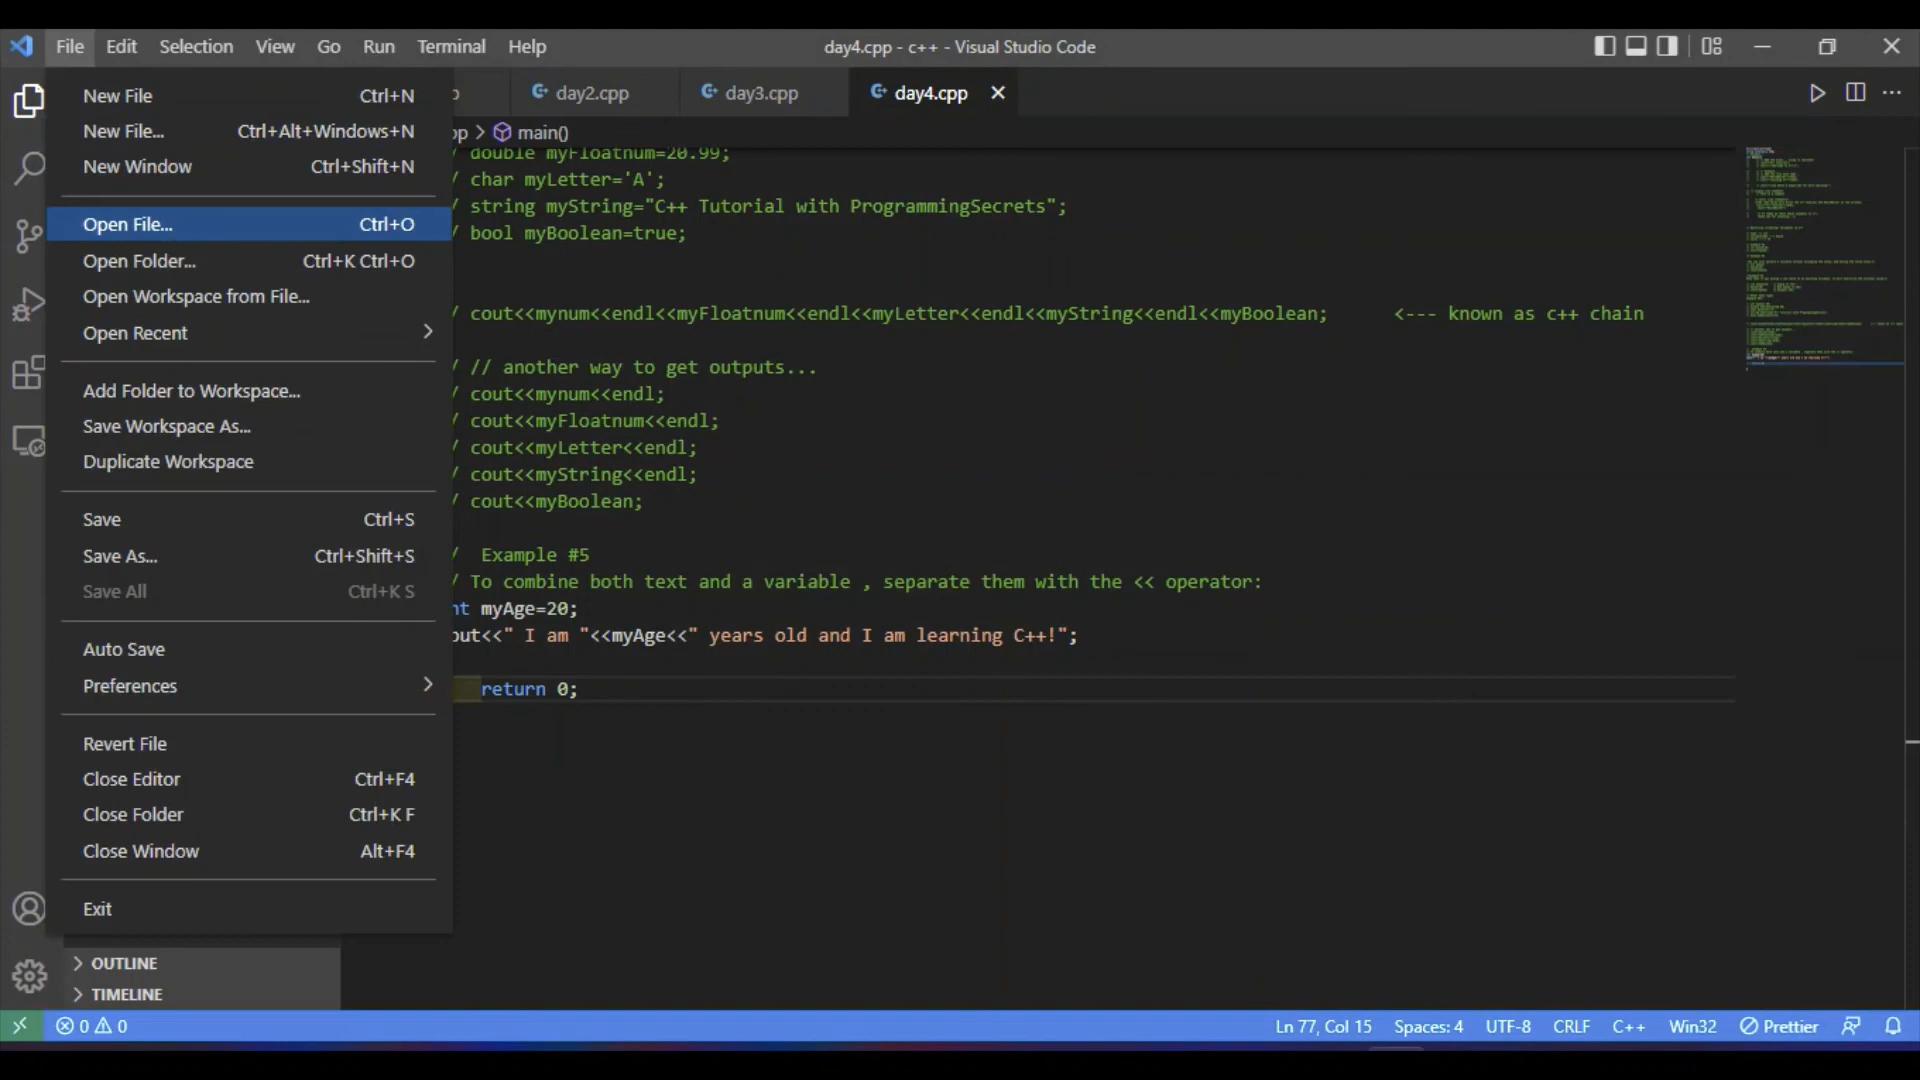 File Edit Selection View Go Run Terminal Help
day4.cpp - c++ - Visual Studio Code
p day2.cpp day3.cpp day4.cpp
pp > main()
New File Ctrl+N
New File... Ctrl+Alt+Windows+N
New Window Ctrl+Shift+N
Open File... Ctrl+O
Open Folder... Ctrl+K Ctrl+O
Open Workspace from File...
Open Recent
Add Folder to Workspace...
Save Workspace As...
Duplicate Workspace
Save Ctrl+S
Save As... Ctrl+Shift+S
Save All Ctrl+K S
Auto Save
Preferences
Revert File
Close Editor Ctrl+F4
Close Folder Ctrl+K F
Close Window Alt+F4
Exit
/ double myFloatnum=20.99;
/ char myLetter='A';
/ string myString="C++ Tutorial with ProgrammingSecrets";
/ bool myBoolean=true;
/ cout<<mynum<<endl<<myFloatnum<<endl<<myLetter<<endl<<myString<<endl<<myBoolean; <--- known as c++ chain
/ // another way to get outputs...
/ cout<<mynum<<endl;
/ cout<<myFloatnum<<endl;
/ cout<<myLetter<<endl;
/ cout<<myString<<endl;
/ cout<<myBoolean;
/ Example #5
/ To combine both text and a variable , separate them with the << operator:
nt myAge=20;
out<<" I am "<<myAge<<" years old and I am learning C++!";
return 0;
OUTLINE
TIMELINE
0 0 Ln 77, Col 15 Spaces: 4 UTF-8 CRLF C++ Win32 Prettier